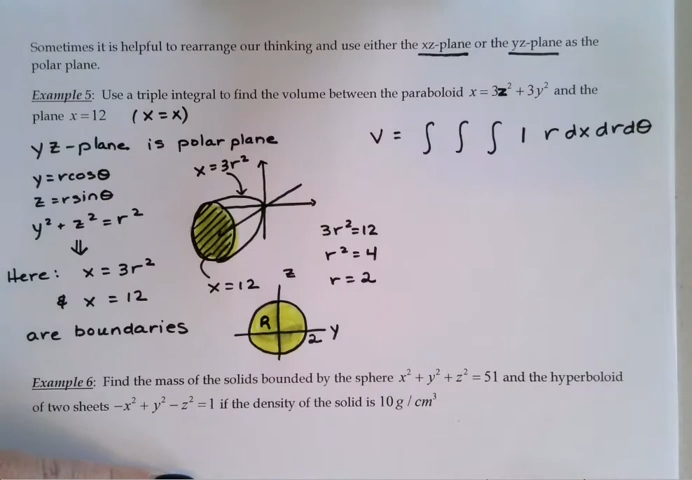 Sometimes it is helpful to rearrange our thinking and use either the xz-plane or the yz-plane as the
polar plane.
Example 5: Use a triple integral to find the volume between the paraboloid x = 3z² + 3y² and the
plane x = 12 (x = x)
yz-plane is polar plane
V = ∫ ∫ ∫ 1 r dx dr dθ
y = rcosθ
z = rsinθ
y² + z² = r²
⇓
Here: x = 3r²
& x = 12
are boundaries
x = 3r²
x = 12
3r² = 12
r² = 4
r = 2
z
R
2 y
Example 6: Find the mass of the solids bounded by the sphere x² + y² + z² = 51 and the hyperboloid
of two sheets −x² + y² − z² = 1 if the density of the solid is 10 g / cm³